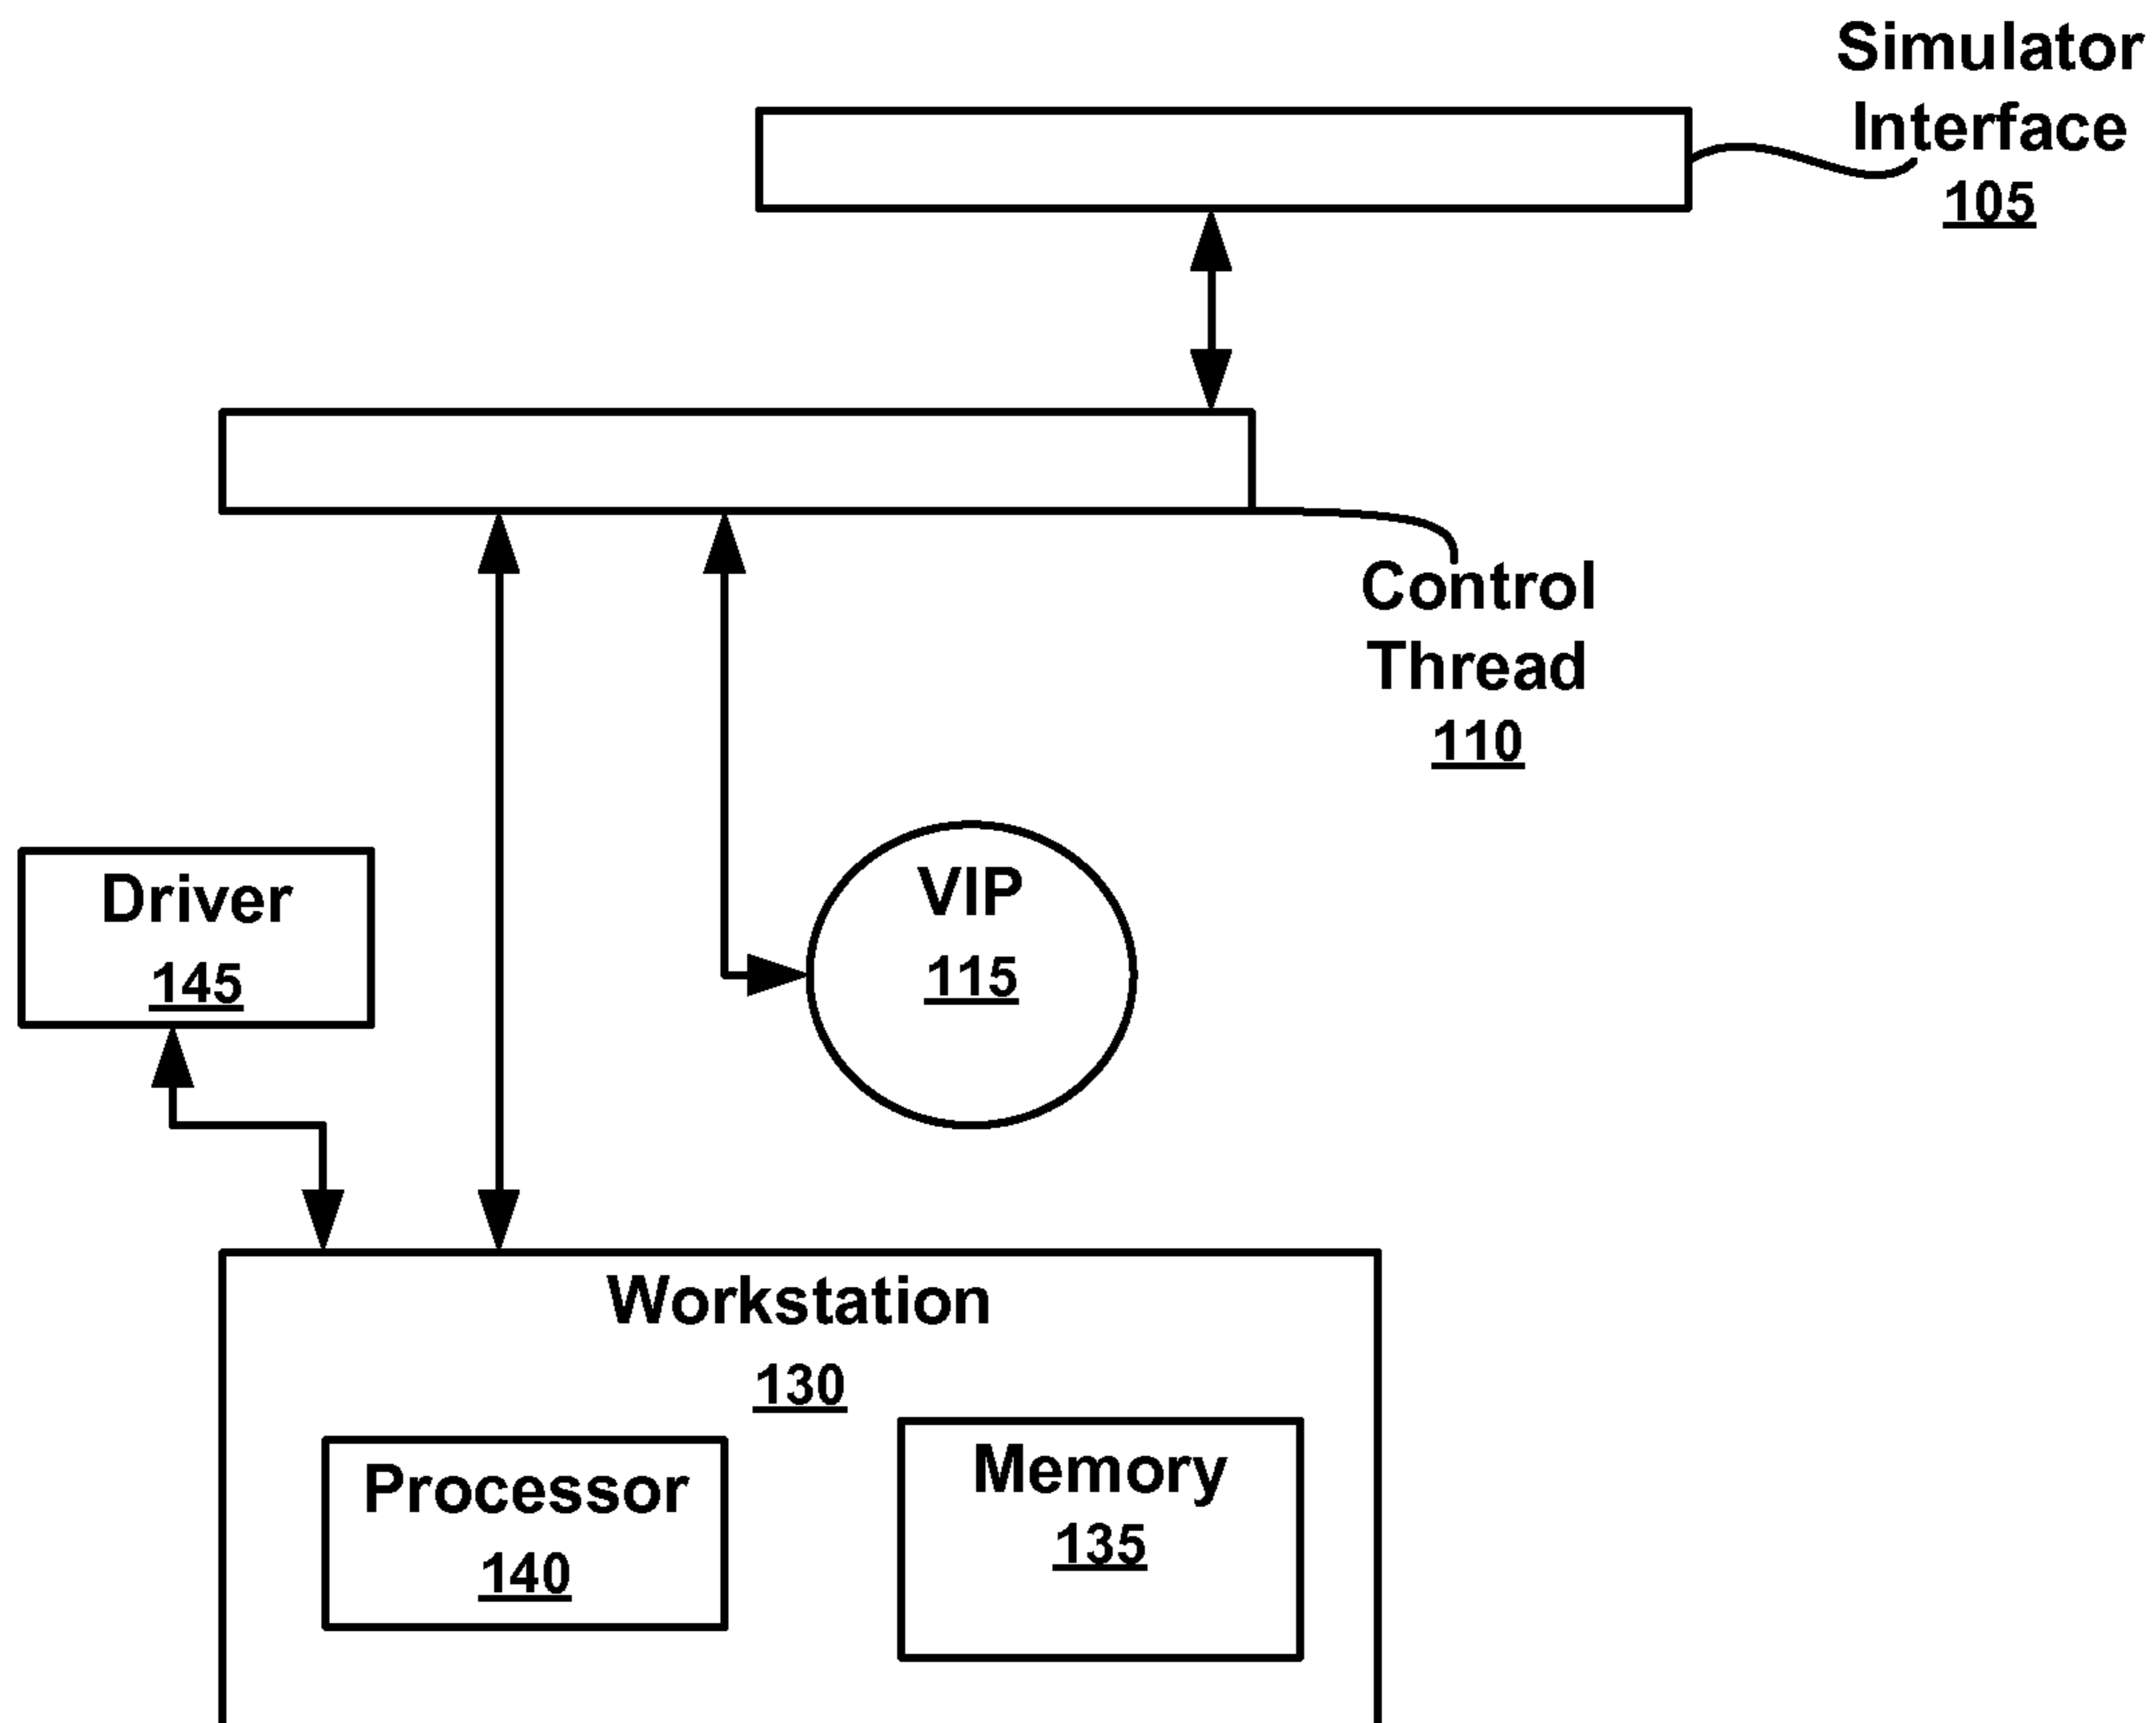 Simulator
Interface
105
Control
Thread
110
Driver
145
VIP
115
Workstation
130
Processor
140
Memory
135